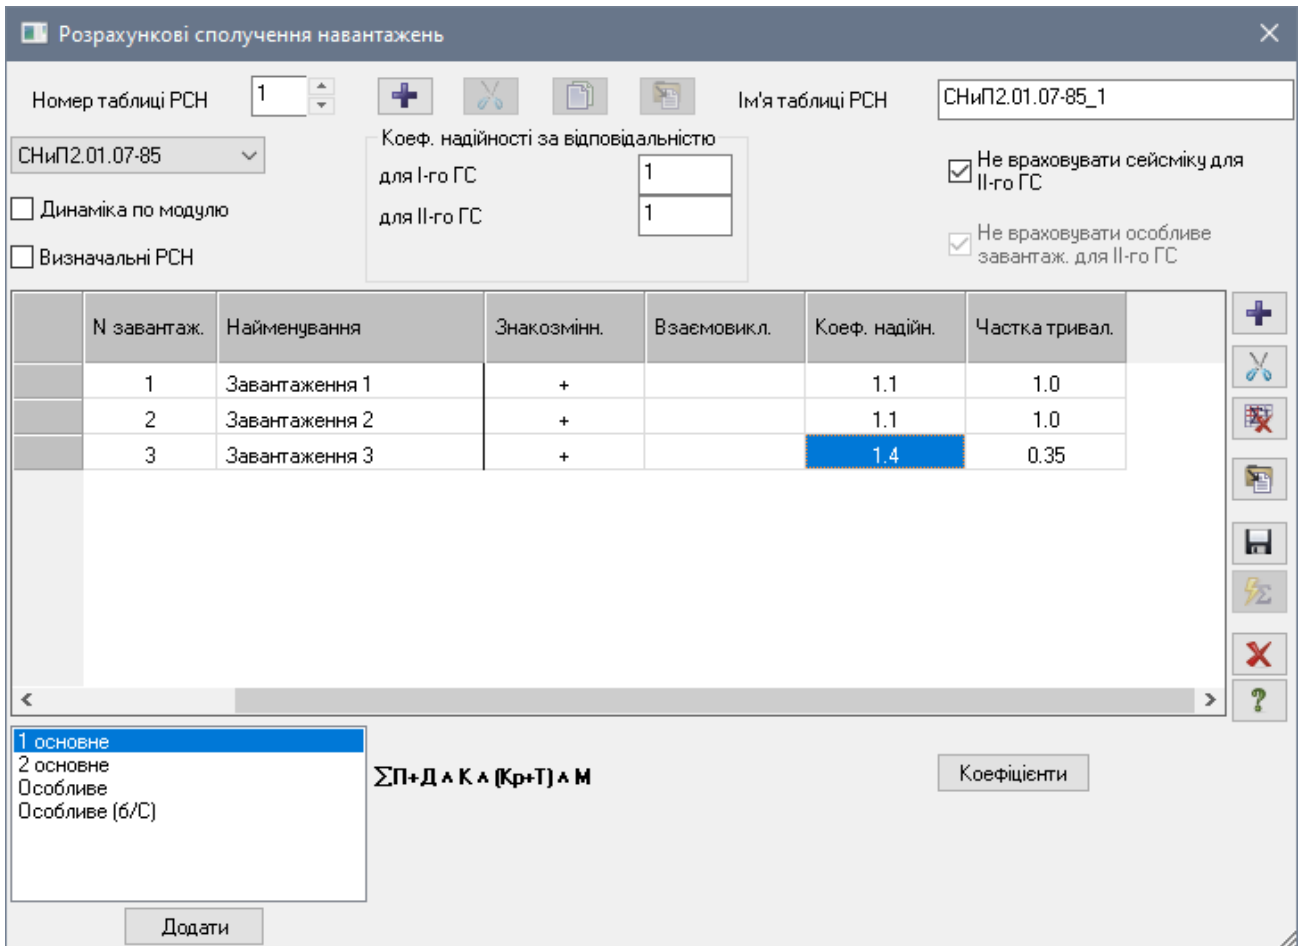 Розрахункові сполучення навантажень
Номер таблиці РСН 1 Ім'я таблиці РСН СНиП2.01.07-85_1
СНиП2.01.07-85
Коеф. надійності за відповідальністю
для I-го ГС 1
для II-го ГС 1
Не враховувати сейсміку для
II-го ГС
Динаміка по модулю
Визначальні РСН
Не враховувати особливе
завантаж. для II-го ГС
N завантаж. Найменування Знакозмінн. Взаємовикл. Коеф. надійн. Частка тривал.
1 Завантаження 1 + 1.1 1.0
2 Завантаження 2 + 1.1 1.0
3 Завантаження 3 + 1.4 0.35
1 основне
2 основне
Особливе
Особливе (б/С)
∑П+Д ∧ К ∧ (Кр+Т) ∧ М
Коефіцієнти
Додати